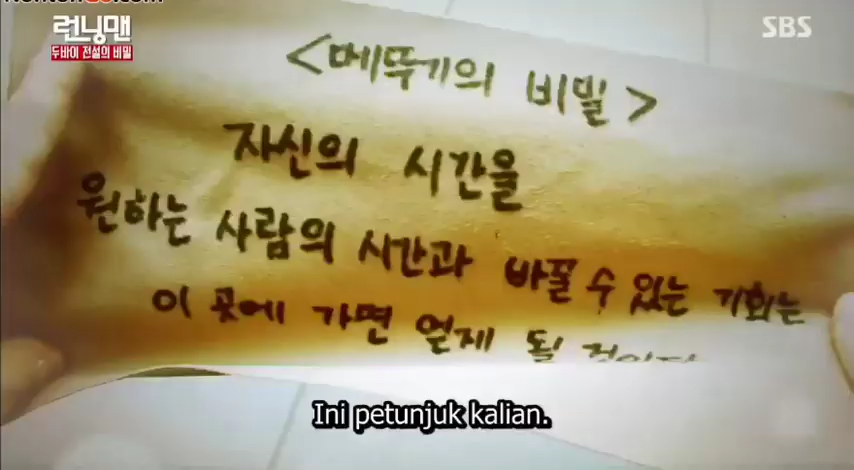 런닝맨
두바이 전설의 비밀
SBS
<메뚜기의 비밀>
자신의 시간을
원하는 사람의 시간과 바꿀 수 있는 기회는
이 곳에 가면 얻게 될
Ini petunjuk kalian.